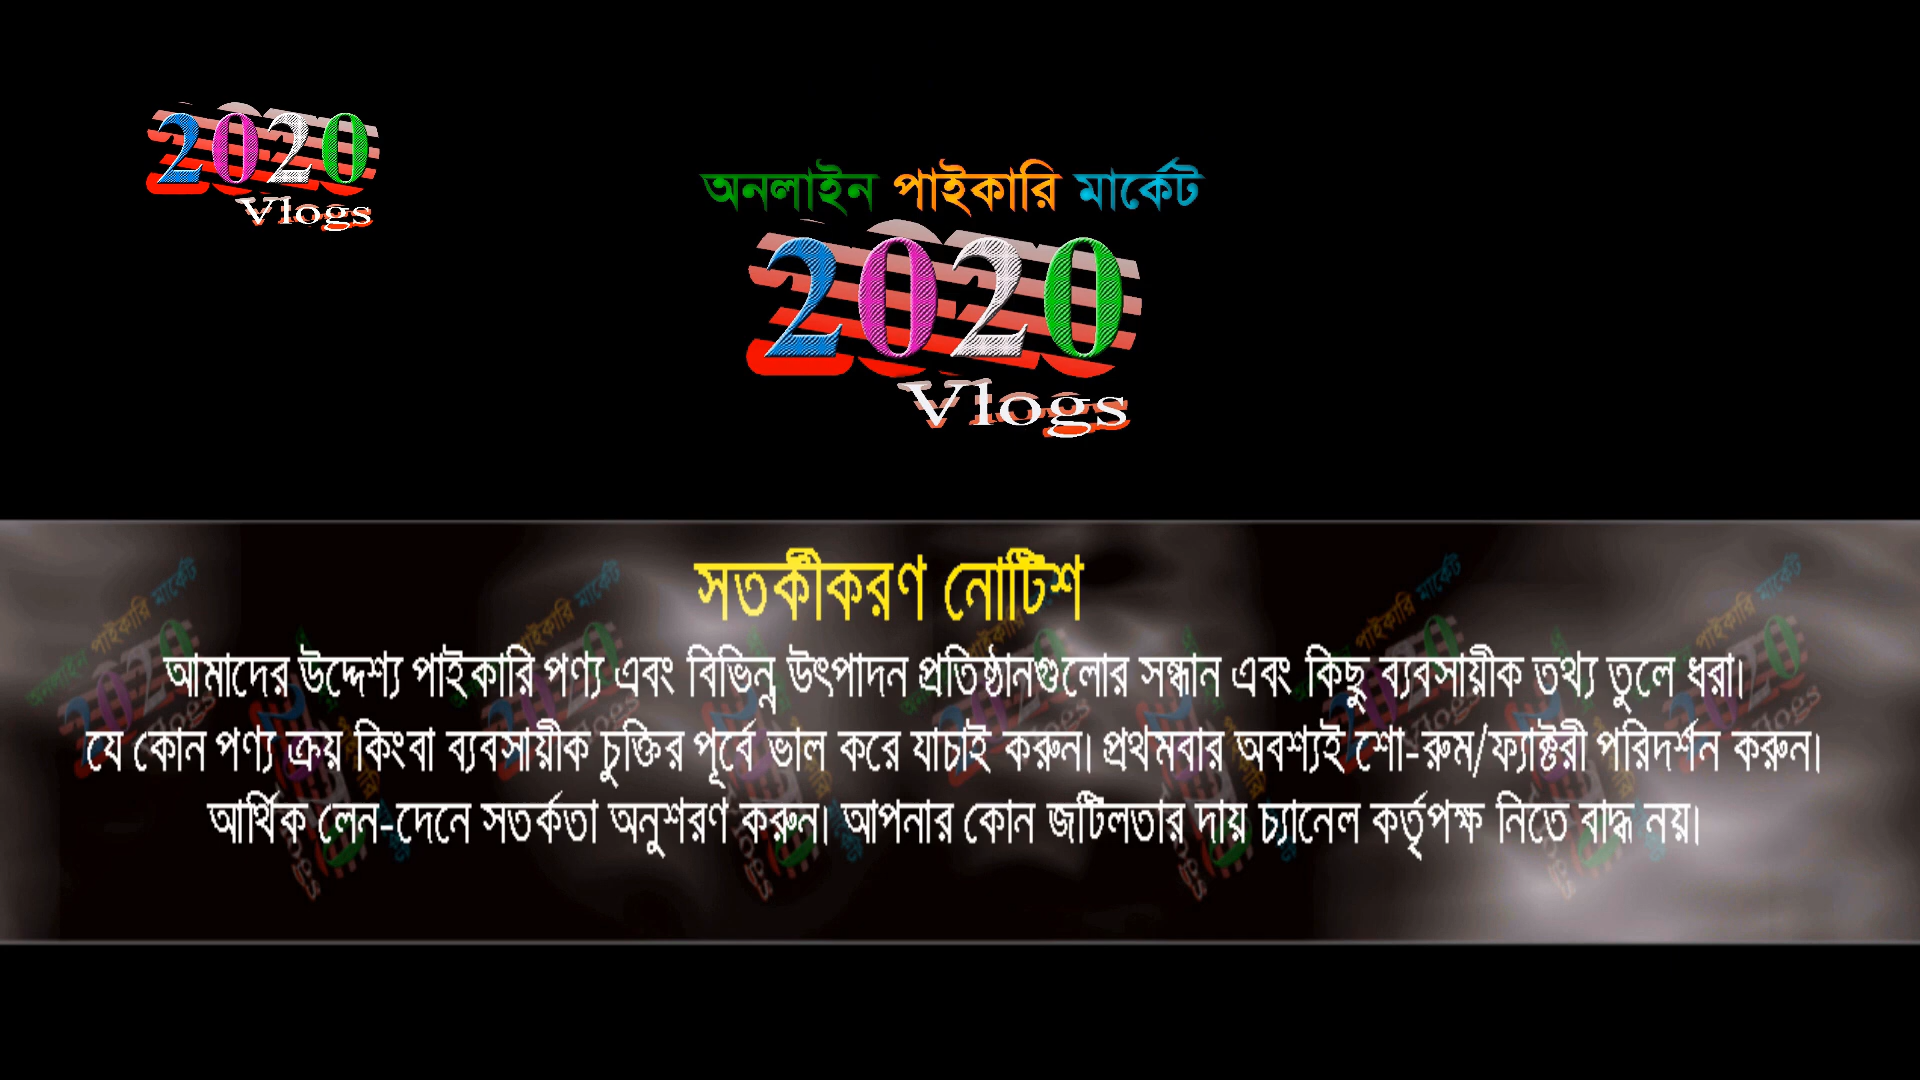 2020
Vlogs
অনলাইন পাইকারি মার্কেট
2020
Vlogs
সতর্কীকরণ নোটিশ
আমাদের উদ্দেশ্য পাইকারি পণ্য এবং বিভিন্ন উৎপাদন প্রতিষ্ঠানগুলোর সন্ধান এবং কিছু ব্যবসায়ীক তথ্য তুলে ধরা।
যে কোন পণ্য ক্রয় কিংবা ব্যবসায়ীক চুক্তির পূর্বে ভাল করে যাচাই করুন। প্রথমবার অবশ্যই শো-রুম/ফ্যাক্টরী পরিদর্শন করুন।
আর্থিক লেন-দেনে সতর্কতা অনুশরণ করুন। আপনার কোন জটিলতার দায় চ্যানেল কর্তৃপক্ষ নিতে বাদ্ধ নয়।